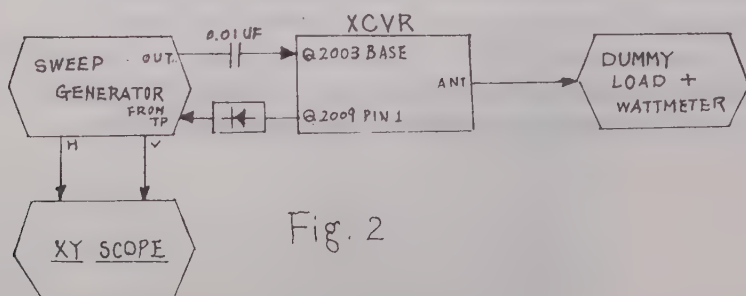 0.01 UF
XCVR
SWEEP
GENERATOR
OUT
FROM
TP
H
V
Q2003 BASE
ANT
Q2009 PIN 1
DUMMY
LOAD +
WATTMETER
XY SCOPE
Fig. 2